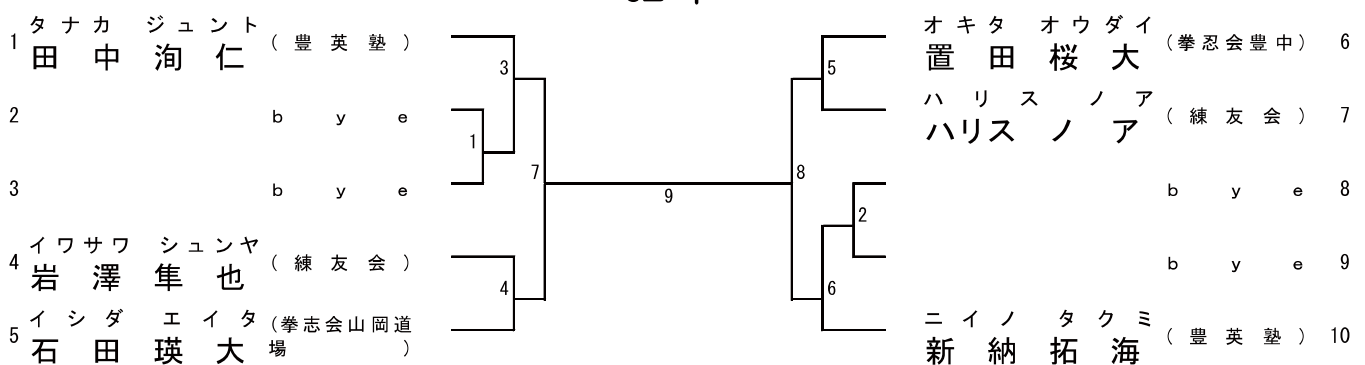 タナカ ジュント
1 田中 洵仁 (豊英塾)
2 bye
3 bye
イワサワ シュンヤ
4 岩澤 隼也 (練友会)
イシダ エイタ
5 石田 瑛大 (拳志会山岡道場)
3
1
7
4
9
5
8
2
6
オキタ オウダイ
置田 桜大 (拳忍会豊中) 6
ハリス ノア
ハリス ノア (練友会) 7
bye 8
bye 9
ニイノ タクミ
新納 拓海 (豊英塾) 10